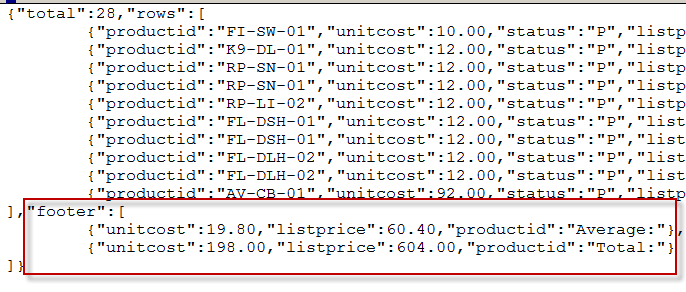 {"total":28,"rows":[
{"productid":"FI-SW-01","unitcost":10.00,"status":"P","listp
{"productid":"K9-DL-01","unitcost":12.00,"status":"P","listp
{"productid":"RP-SN-01","unitcost":12.00,"status":"P","listp
{"productid":"RP-SN-01","unitcost":12.00,"status":"P","listp
{"productid":"RP-LI-02","unitcost":12.00,"status":"P","listp
{"productid":"FL-DSH-01","unitcost":12.00,"status":"P","list
{"productid":"FL-DSH-01","unitcost":12.00,"status":"P","list
{"productid":"FL-DLH-02","unitcost":12.00,"status":"P","list
{"productid":"FL-DLH-02","unitcost":12.00,"status":"P","list
{"productid":"AV-CB-01","unitcost":92.00,"status":"P","listp
],"footer":[
{"unitcost":19.80,"listprice":60.40,"productid":"Average:"},
{"unitcost":198.00,"listprice":604.00,"productid":"Total:"}
]}